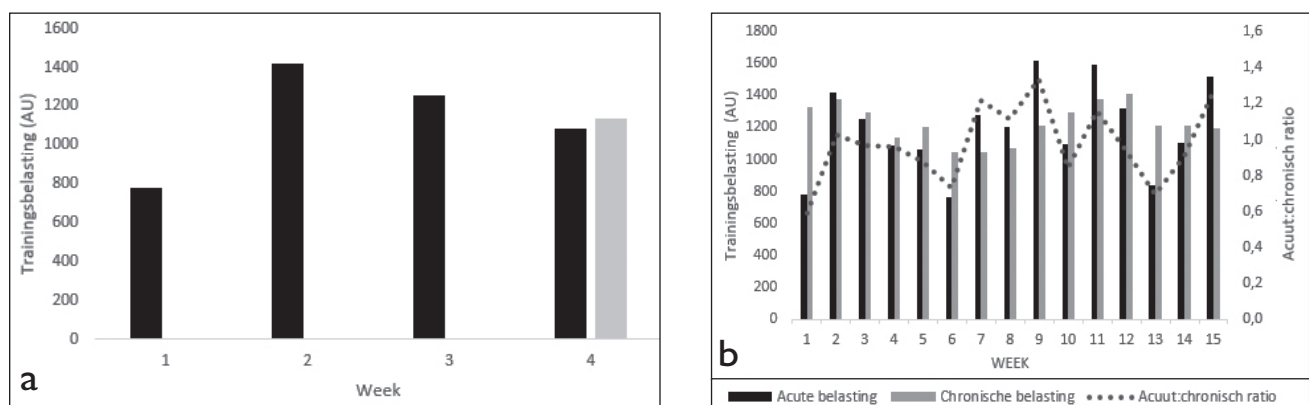 Trainingsbelasting (AU)
1600
1400
1200
1000
800
600
400
200
0
1 2 3 4
Week
a
Trainingsbelasting (AU)
1800
1600
1400
1200
1000
800
600
400
200
0
1,6
1,4
1,2
1,0
0,8
0,6
0,4
0,2
0,0
Acuut:chronisch ratio
1 2 3 4 5 6 7 8 9 10 11 12 13 14 15
WEEK
b
Acute belasting Chronische belasting Acuut:chronisch ratio